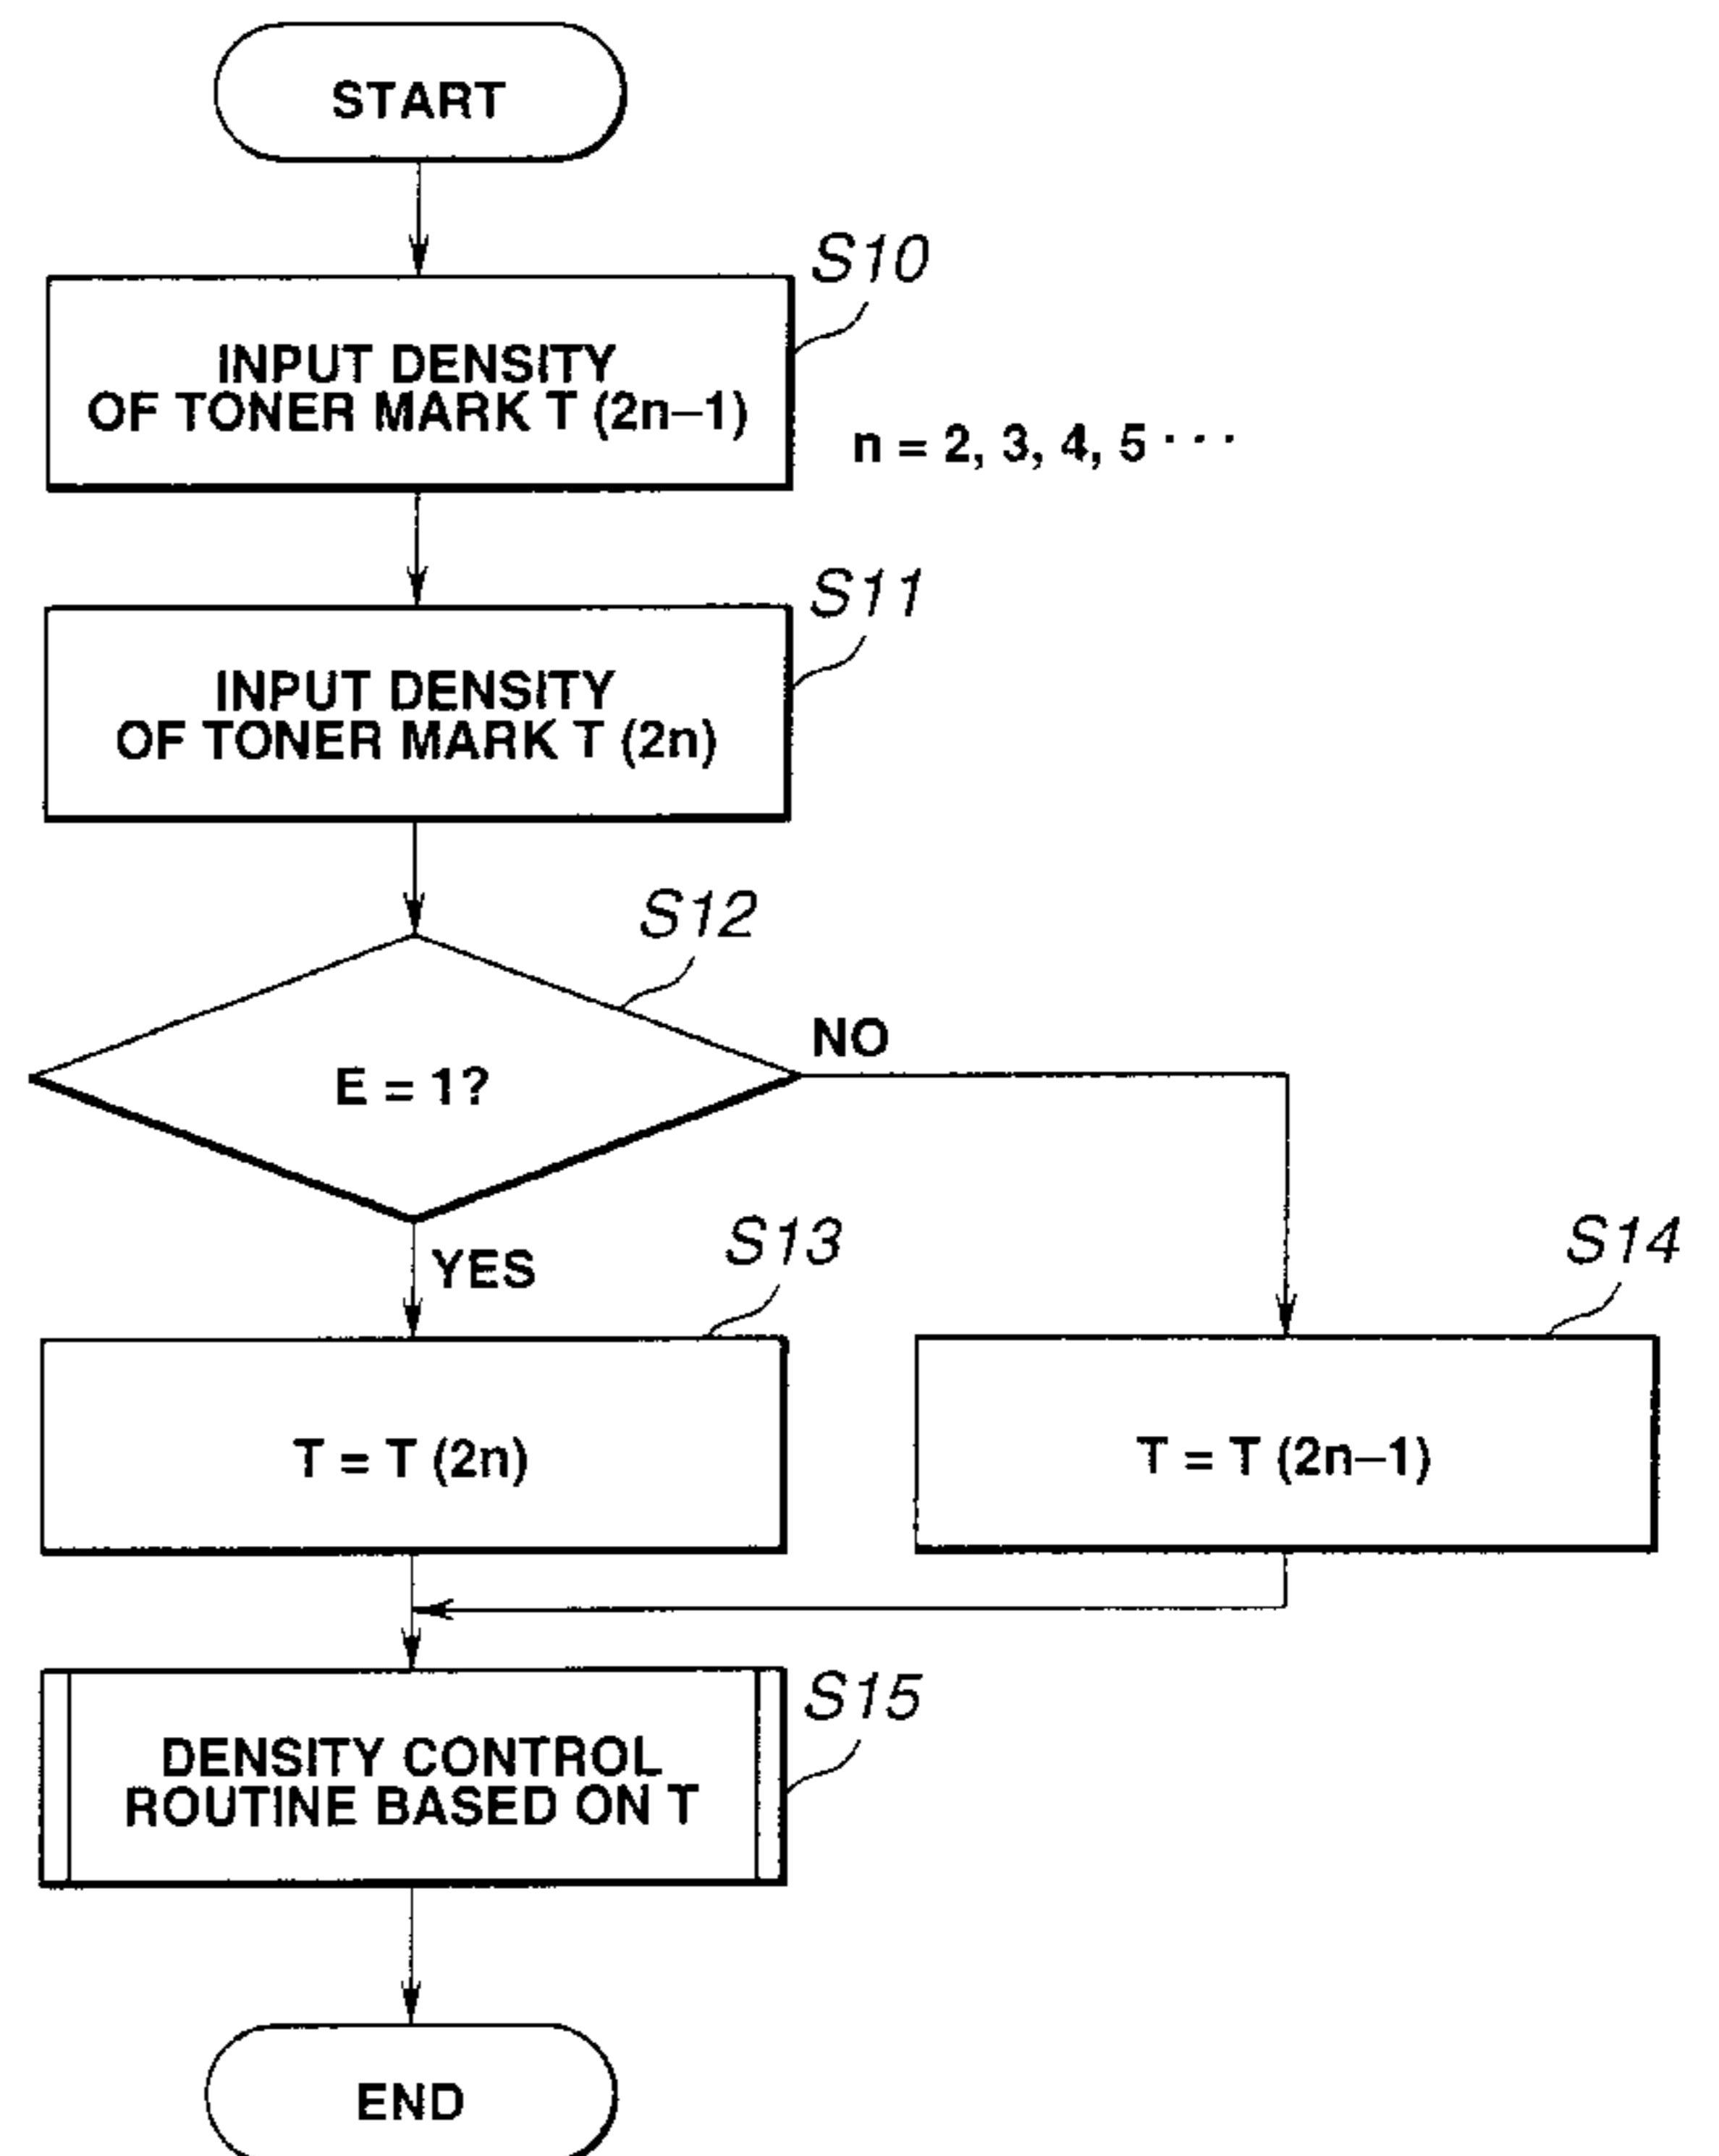 START
S10
INPUT DENSITY
OF TONER MARK T (2n–1)
n = 2, 3, 4, 5 · · ·
S11
INPUT DENSITY
OF TONER MARK T (2n)
S12
E = 1?
NO
YES
S13
T = T (2n)
S14
T = T (2n–1)
S15
DENSITY CONTROL
ROUTINE BASED ON T
END